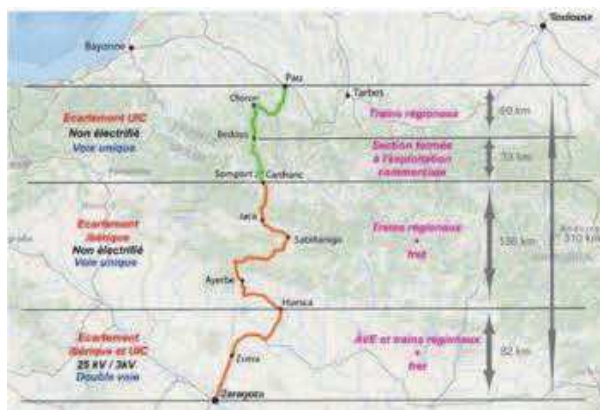 Toulouse
Bayonne
Pau
Tarbes
Oloron
Ecartement UIC
Non électrifié
Voie unique
Trains régionaux
60 km
Bedous
Section fermée
à l'exploitation
commerciale
33 km
Somport
Canfranc
Jaca
Ecartement
ibérique
Non électrifié
Voie unique
Sabiñanigo
Trains régionaux
+
fret
310 km
Ayerbe
Huesca
Ecartement
ibérique et UIC
25 kV / 3kV
Double voie
Zuera
AVE et trains régionaux
+
fret
82 km
Zaragoza